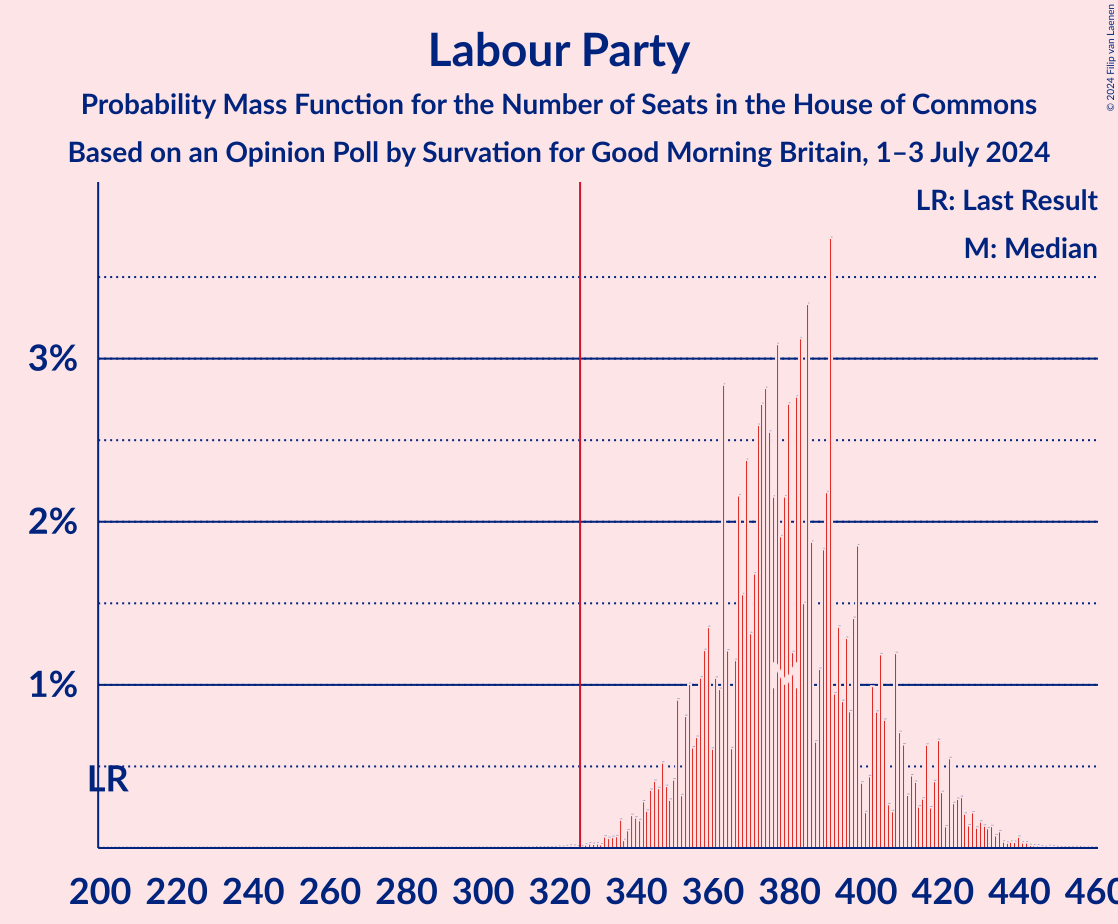 Labour Party
Probability Mass Function for the Number of Seats in the House of Commons
Based on an Opinion Poll by Survation for Good Morning Britain, 1–3 July 2024
© 2024 Filip van Laenen
LR: Last Result
M: Median
3%
2%
1%
M
LR
200 220 240 260 280 300 320 340 360 380 400 420 440 460